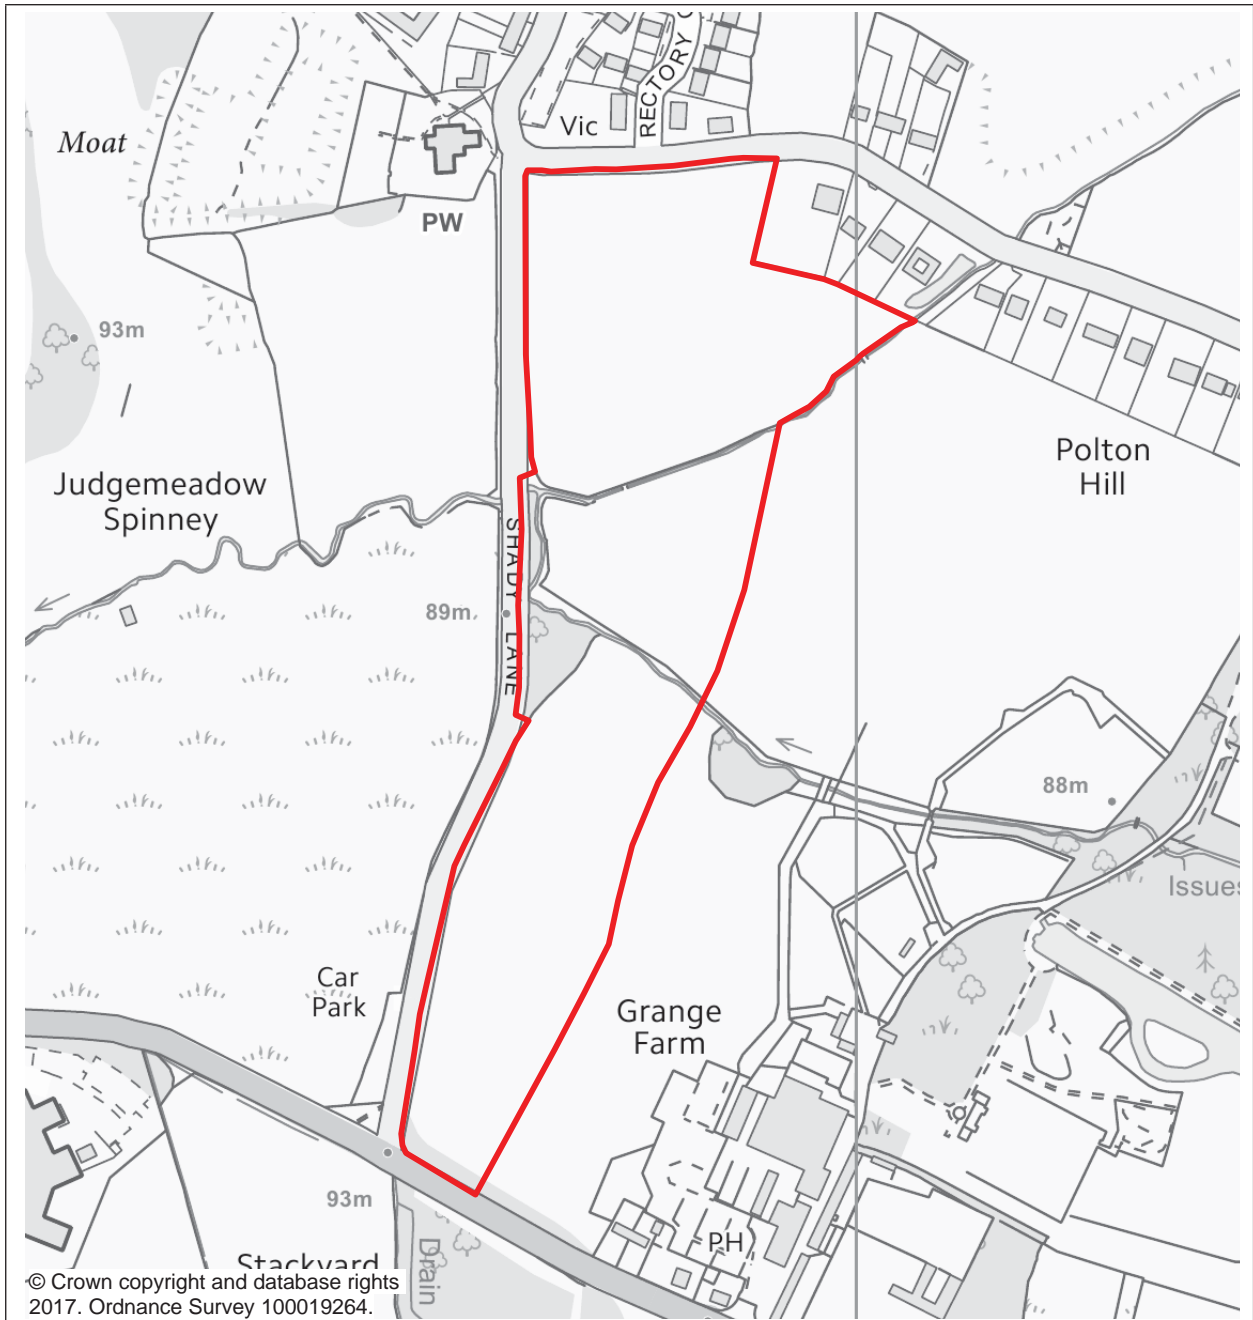 RECTORY C
Vic
Moat
PW
93m
Polton
Hill
Judgemeadow
Spinney
SHADY LANE
89m
88m
Issues
Car
Park
Grange
Farm
93m
PH
Stackyard
Drain
© Crown copyright and database rights
2017. Ordnance Survey 100019264.